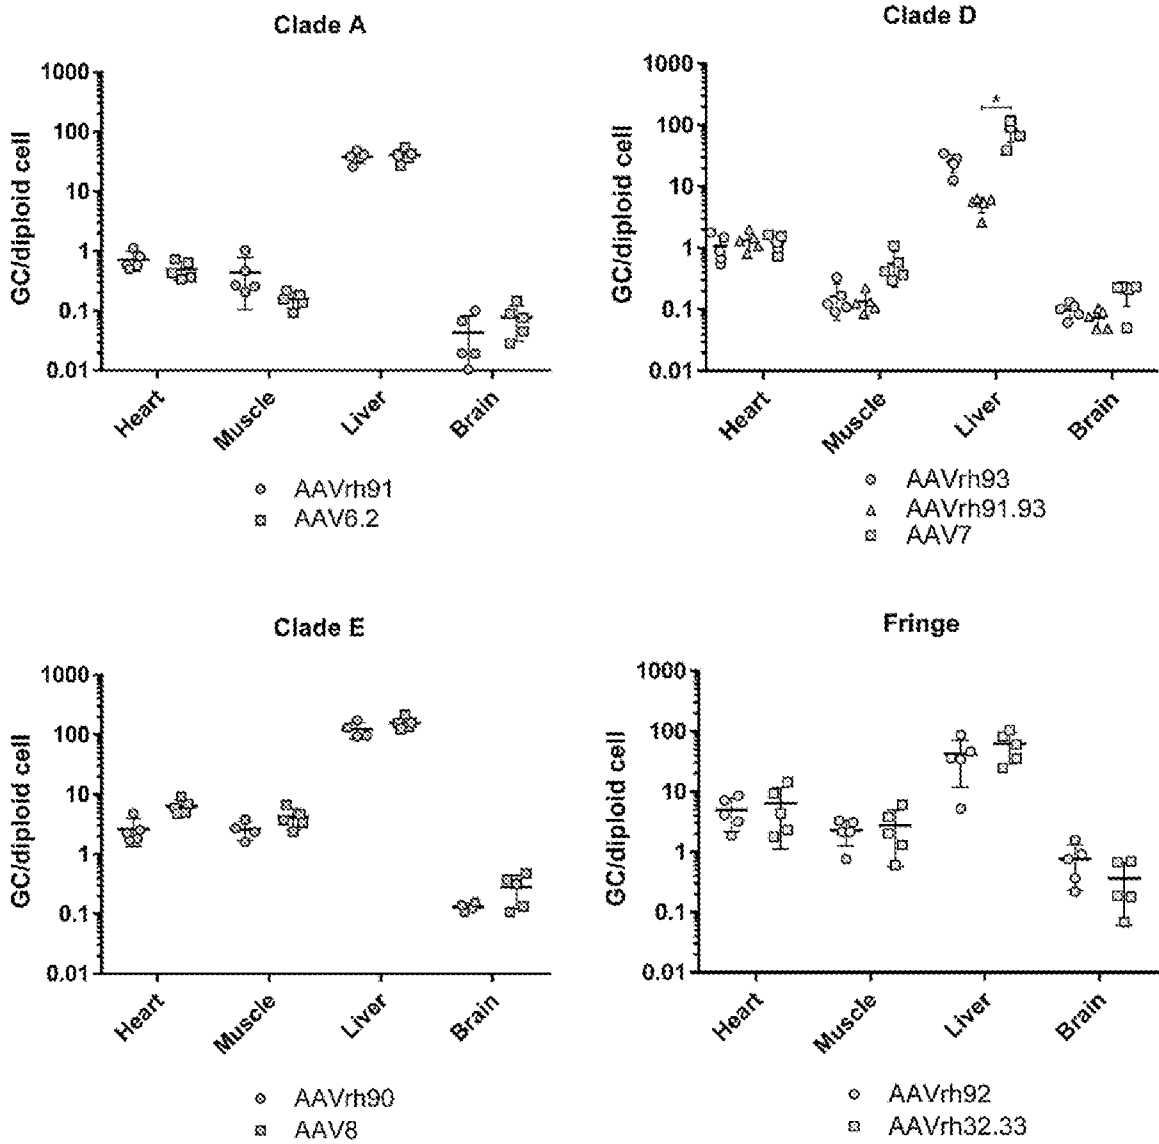 Clade A
GC/diploid cell
1000
100
10
1
0.1
0.01
Heart
Muscle
Liver
Brain
AAVrh91
AAV6.2
Clade D
GC/diploid cell
1000
100
10
1
0.1
0.01
*
Heart
Muscle
Liver
Brain
AAVrh93
AAVrh91.93
AAV7
Clade E
GC/diploid cell
1000
100
10
1
0.1
0.01
Heart
Muscle
Liver
Brain
AAVrh90
AAV8
Fringe
GC/diploid cell
1000
100
10
1
0.1
0.01
Heart
Muscle
Liver
Brain
AAVrh92
AAVrh32.33